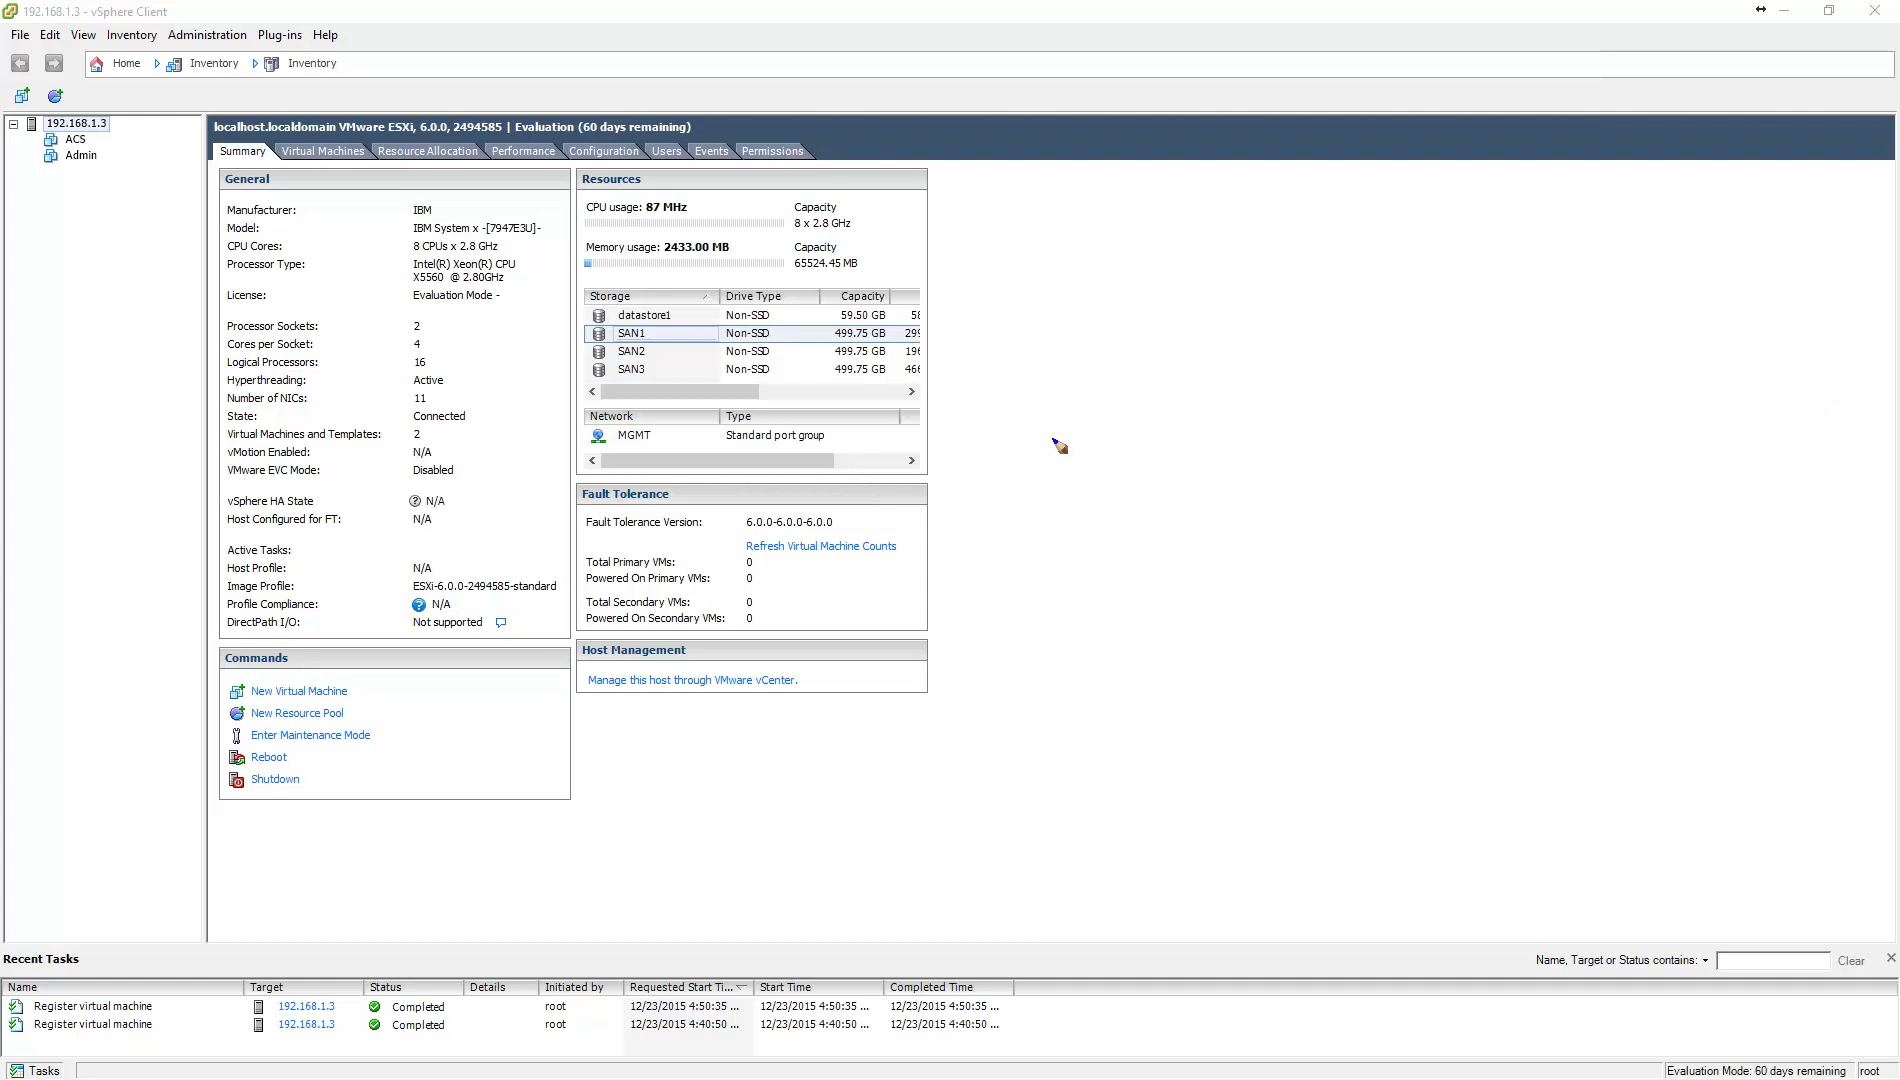 192.168.1.3 - vSphere Client
File Edit View Inventory Administration Plug-ins Help
Home Inventory Inventory
192.168.1.3
ACS
Admin
localhost.localdomain VMware ESXi, 6.0.0, 2494585 | Evaluation (60 days remaining)
Summary Virtual Machines Resource Allocation Performance Configuration Users Events Permissions
General
Manufacturer: IBM
Model: IBM System x -[7947E3U]-
CPU Cores: 8 CPUs x 2.8 GHz
Processor Type: Intel(R) Xeon(R) CPU
X5560 @ 2.80GHz
License: Evaluation Mode -
Processor Sockets: 2
Cores per Socket: 4
Logical Processors: 16
Hyperthreading: Active
Number of NICs: 11
State: Connected
Virtual Machines and Templates: 2
vMotion Enabled: N/A
VMware EVC Mode: Disabled
vSphere HA State N/A
Host Configured for FT: N/A
Active Tasks:
Host Profile: N/A
Image Profile: ESXi-6.0.0-2494585-standard
Profile Compliance: N/A
DirectPath I/O: Not supported
Commands
New Virtual Machine
New Resource Pool
Enter Maintenance Mode
Reboot
Shutdown
Resources
CPU usage: 87 MHz Capacity
8 x 2.8 GHz
Memory usage: 2433.00 MB Capacity
65524.45 MB
Storage Drive Type Capacity
datastore1 Non-SSD 59.50 GB 58
SAN1 Non-SSD 499.75 GB 299
SAN2 Non-SSD 499.75 GB 196
SAN3 Non-SSD 499.75 GB 466
Network Type
MGMT Standard port group
Fault Tolerance
Fault Tolerance Version: 6.0.0-6.0.0-6.0.0
Refresh Virtual Machine Counts
Total Primary VMs: 0
Powered On Primary VMs: 0
Total Secondary VMs: 0
Powered On Secondary VMs: 0
Host Management
Manage this host through VMware vCenter.
Recent Tasks Name, Target or Status contains: Clear
Name Target Status Details Initiated by Requested Start Ti... Start Time Completed Time
Register virtual machine 192.168.1.3 Completed root 12/23/2015 4:50:35 ... 12/23/2015 4:50:35 ... 12/23/2015 4:50:35 ...
Register virtual machine 192.168.1.3 Completed root 12/23/2015 4:40:50 ... 12/23/2015 4:40:50 ... 12/23/2015 4:40:50 ...
Tasks Evaluation Mode: 60 days remaining root